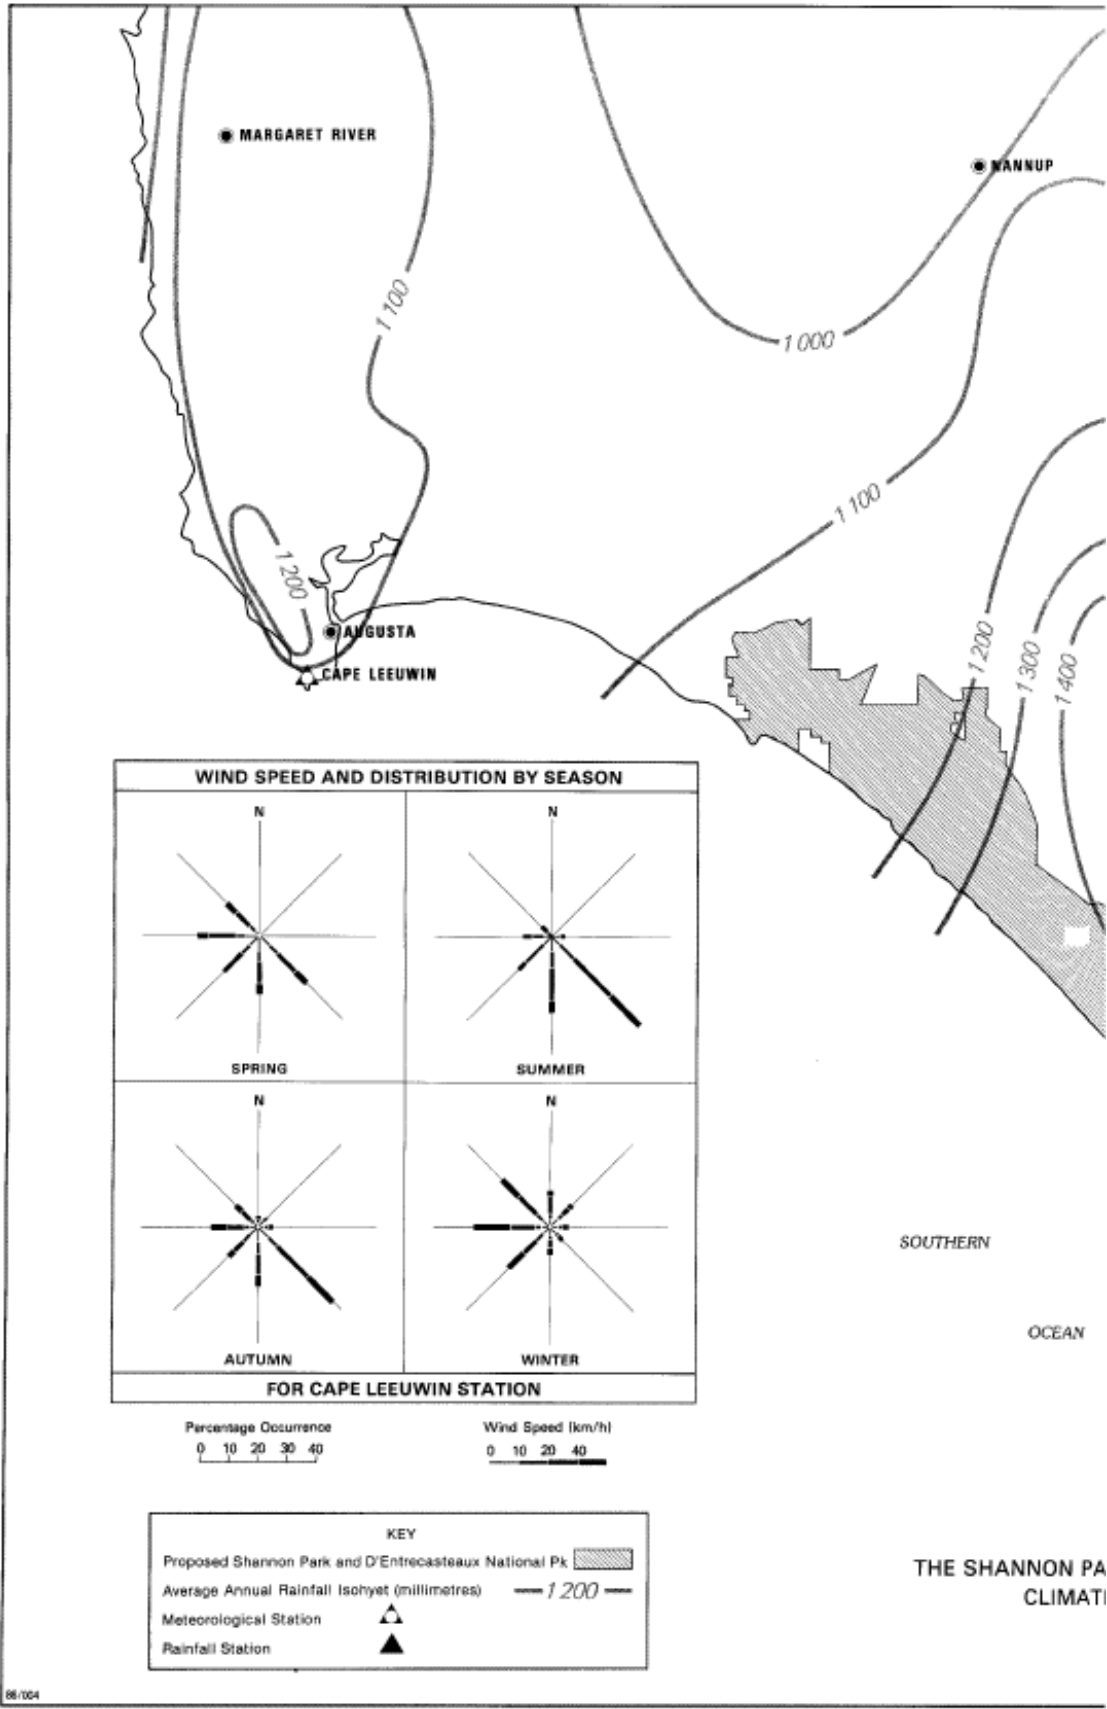 MARGARET RIVER
NANNUP
1100
1000
1100
1200
AUGUSTA
CAPE LEEUWIN
1200
1300
1400
WIND SPEED AND DISTRIBUTION BY SEASON
N
N
SPRING
SUMMER
N
N
AUTUMN
WINTER
FOR CAPE LEEUWIN STATION
SOUTHERN
OCEAN
Percentage Occurrence
0 10 20 30 40
Wind Speed (km/h)
0 10 20 40
KEY
Proposed Shannon Park and D'Entrecasteaux National Pk
Average Annual Rainfall Isohyet (millimetres) 1200
Meteorological Station
Rainfall Station
THE SHANNON PA
CLIMATI
86/004